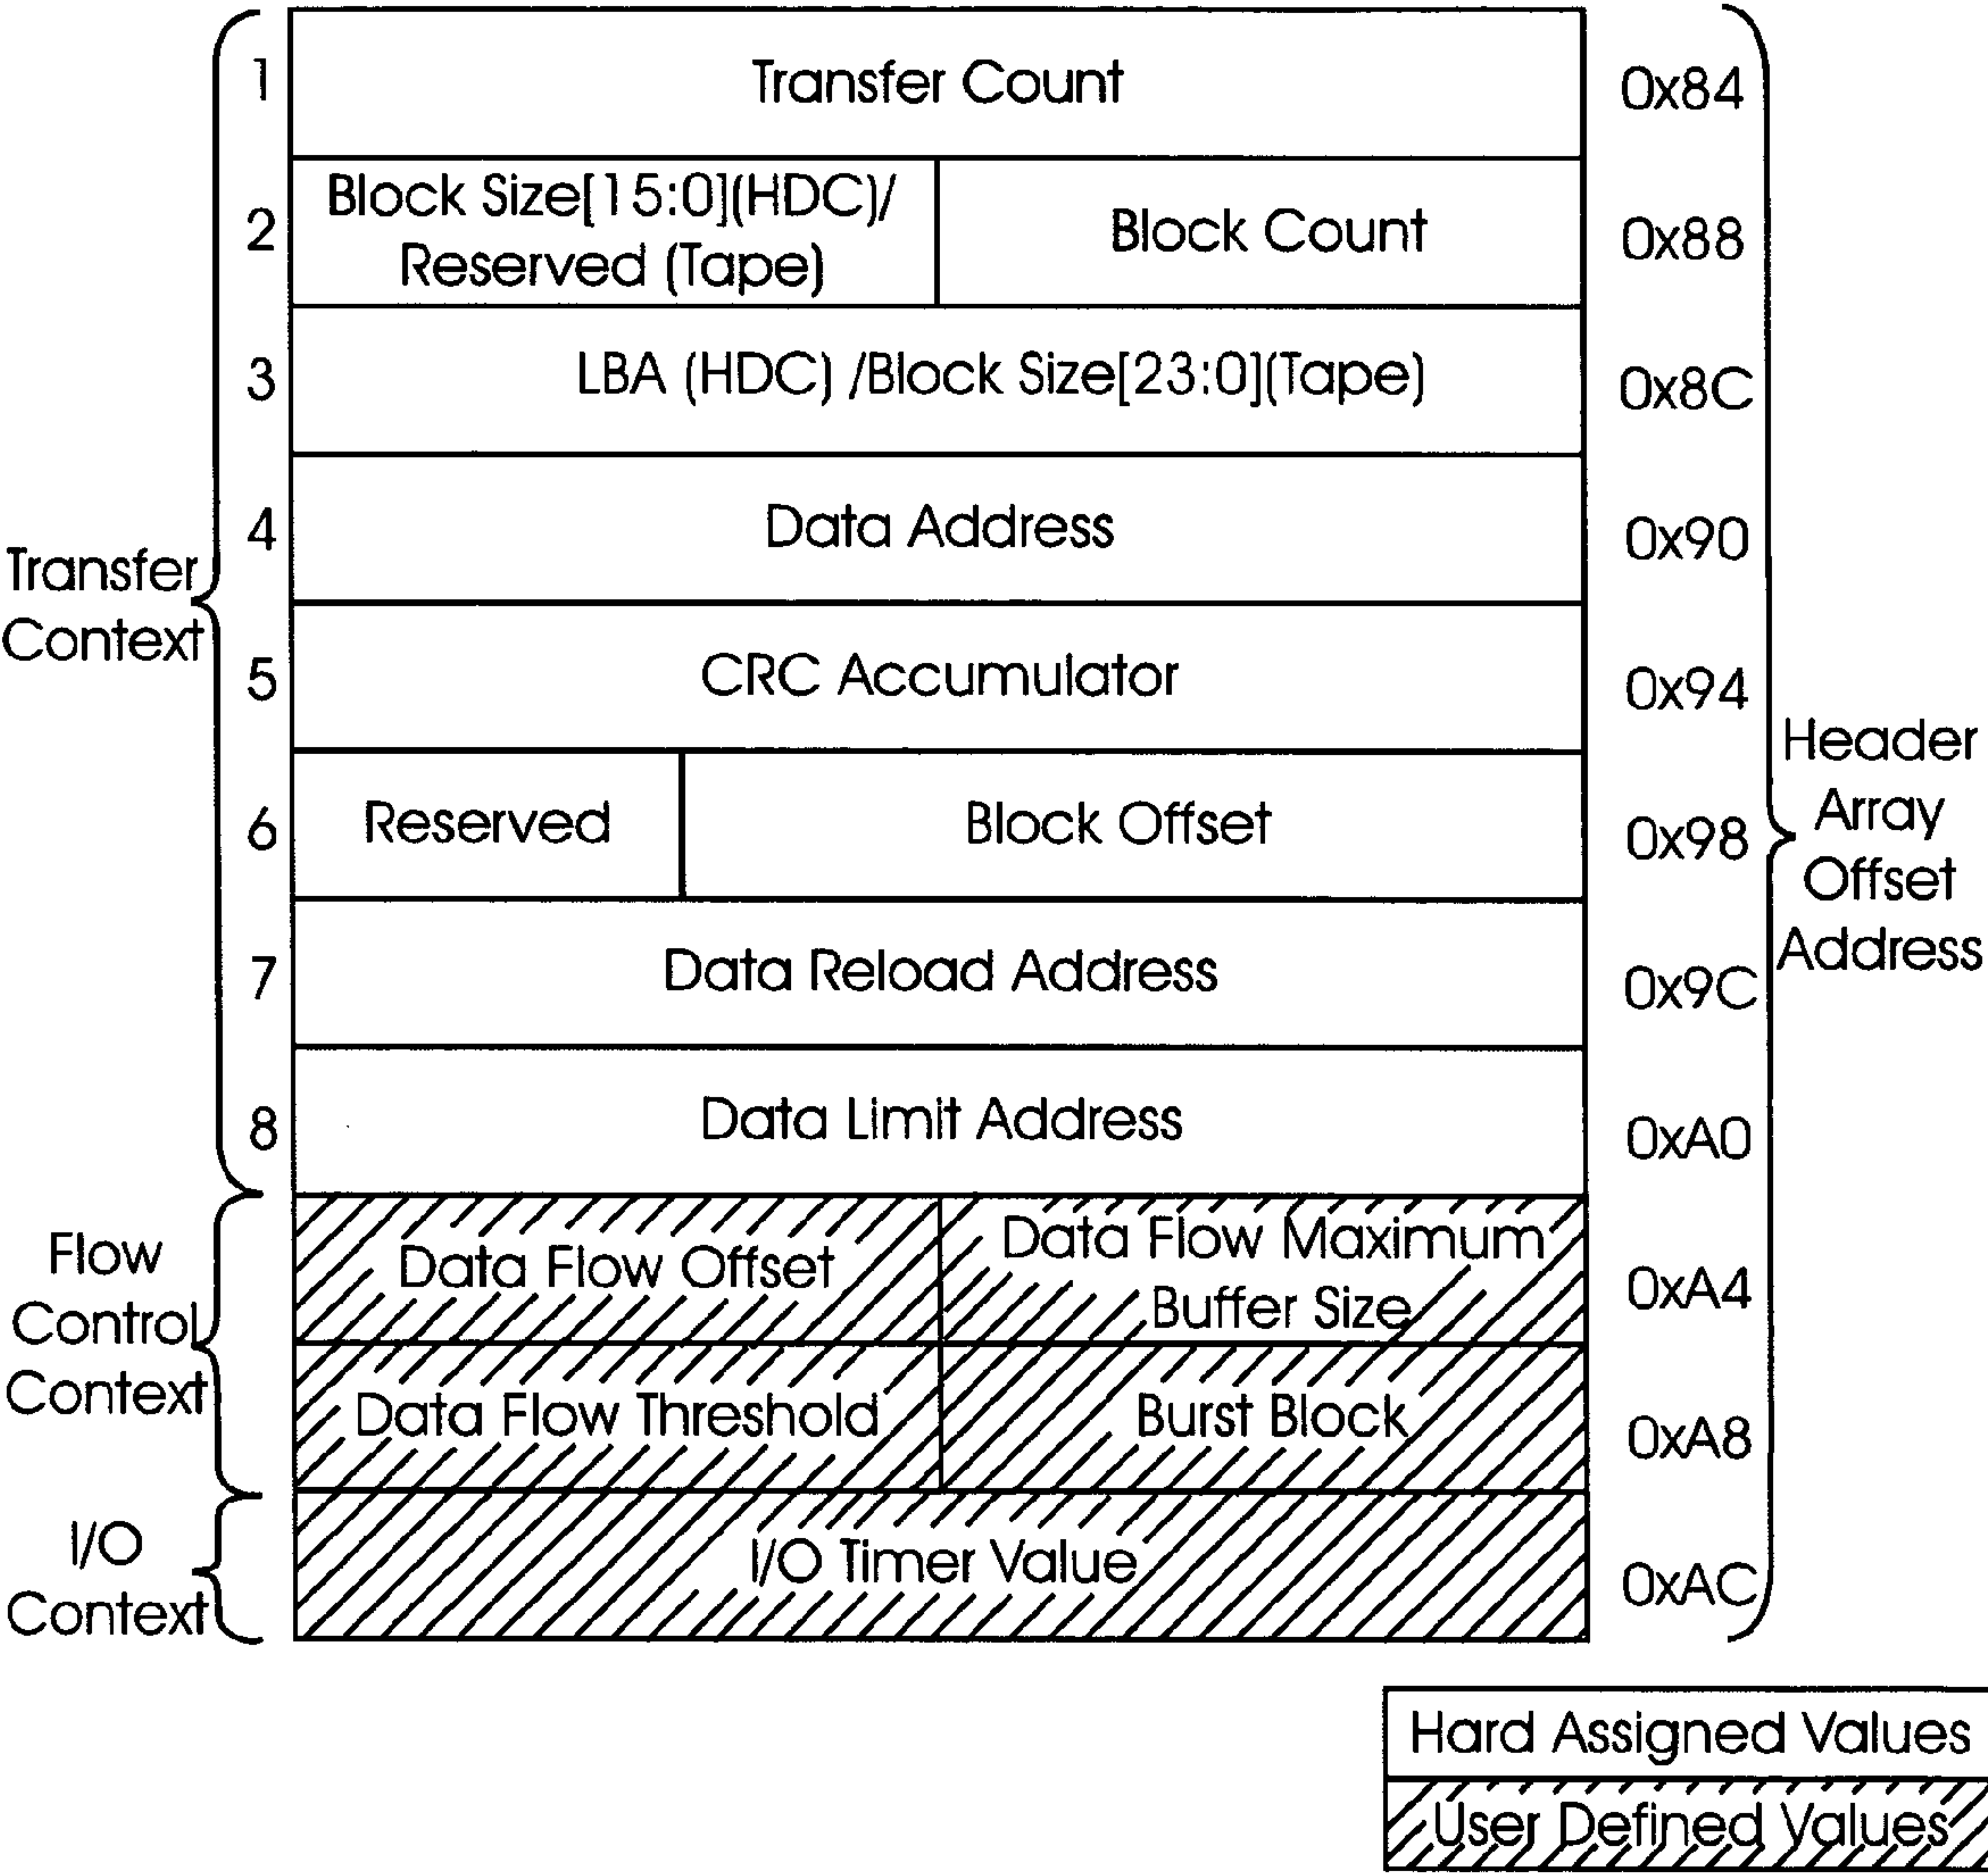 1 Transfer Count 0x84
2 Block Size[15:0](HDC)/
Reserved (Tape) Block Count 0x88
3 LBA (HDC) /Block Size[23:0](Tape) 0x8C
4 Data Address 0x90
Transfer
Context
5 CRC Accumulator 0x94
6 Reserved Block Offset 0x98
Header
Array
Offset
Address
7 Data Reload Address 0x9C
8 Data Limit Address 0xA0
Flow
Control
Context
Data Flow Offset Data Flow Maximum
Buffer Size 0xA4
Data Flow Threshold Burst Block 0xA8
I/O
Context
I/O Timer Value 0xAC
Hard Assigned Values
User Defined Values